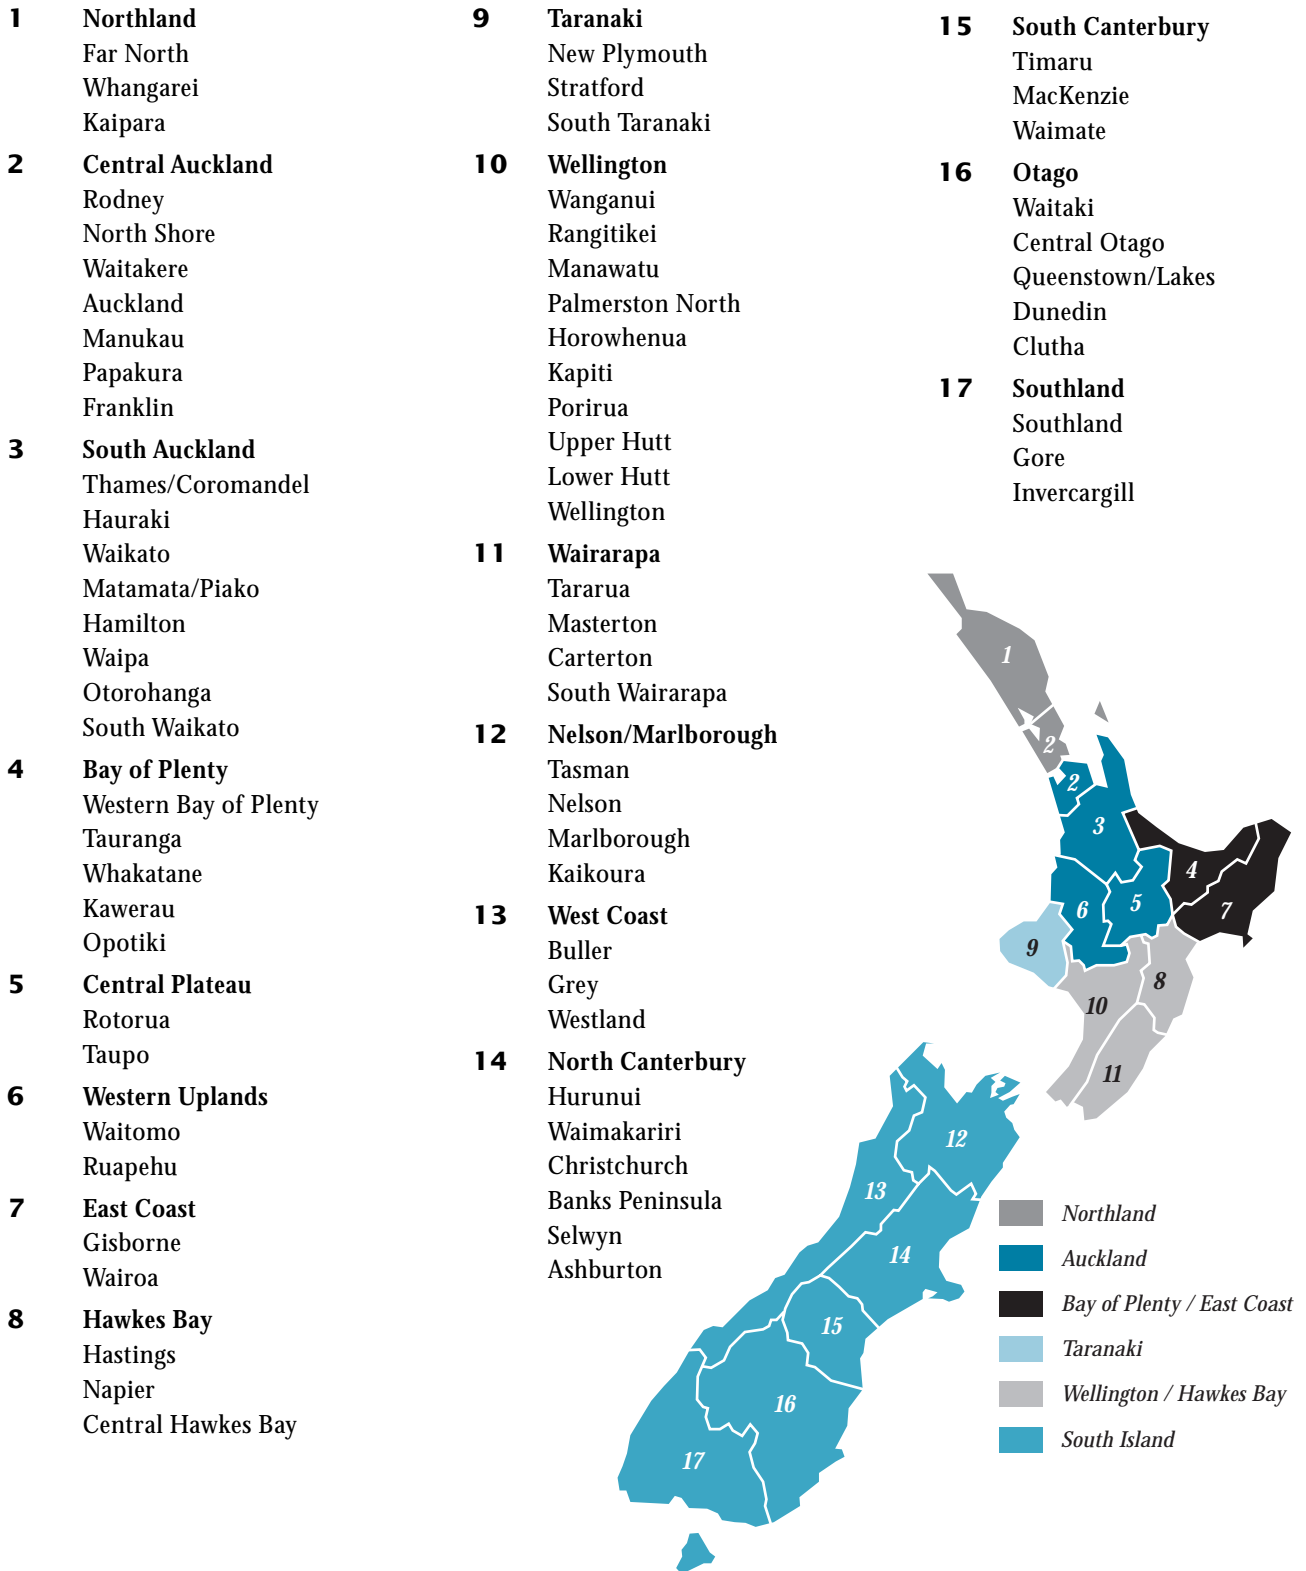 1 Northland
Far North
Whangarei
Kaipara
2 Central Auckland
Rodney
North Shore
Waitakere
Auckland
Manukau
Papakura
Franklin
3 South Auckland
Thames/Coromandel
Hauraki
Waikato
Matamata/Piako
Hamilton
Waipa
Otorohanga
South Waikato
4 Bay of Plenty
Western Bay of Plenty
Tauranga
Whakatane
Kawerau
Opotiki
5 Central Plateau
Rotorua
Taupo
6 Western Uplands
Waitomo
Ruapehu
7 East Coast
Gisborne
Wairoa
8 Hawkes Bay
Hastings
Napier
Central Hawkes Bay
9 Taranaki
New Plymouth
Stratford
South Taranaki
10 Wellington
Wanganui
Rangitikei
Manawatu
Palmerston North
Horowhenua
Kapiti
Porirua
Upper Hutt
Lower Hutt
Wellington
11 Wairarapa
Tararua
Masterton
Carterton
South Wairarapa
12 Nelson/Marlborough
Tasman
Nelson
Marlborough
Kaikoura
13 West Coast
Buller
Grey
Westland
14 North Canterbury
Hurunui
Waimakariri
Christchurch
Banks Peninsula
Selwyn
Ashburton
15 South Canterbury
Timaru
MacKenzie
Waimate
16 Otago
Waitaki
Central Otago
Queenstown/Lakes
Dunedin
Clutha
17 Southland
Southland
Gore
Invercargill
1
2
2
3
4
5
6
7
9
8
10
11
12
13
14
15
16
17
Northland
Auckland
Bay of Plenty / East Coast
Taranaki
Wellington / Hawkes Bay
South Island